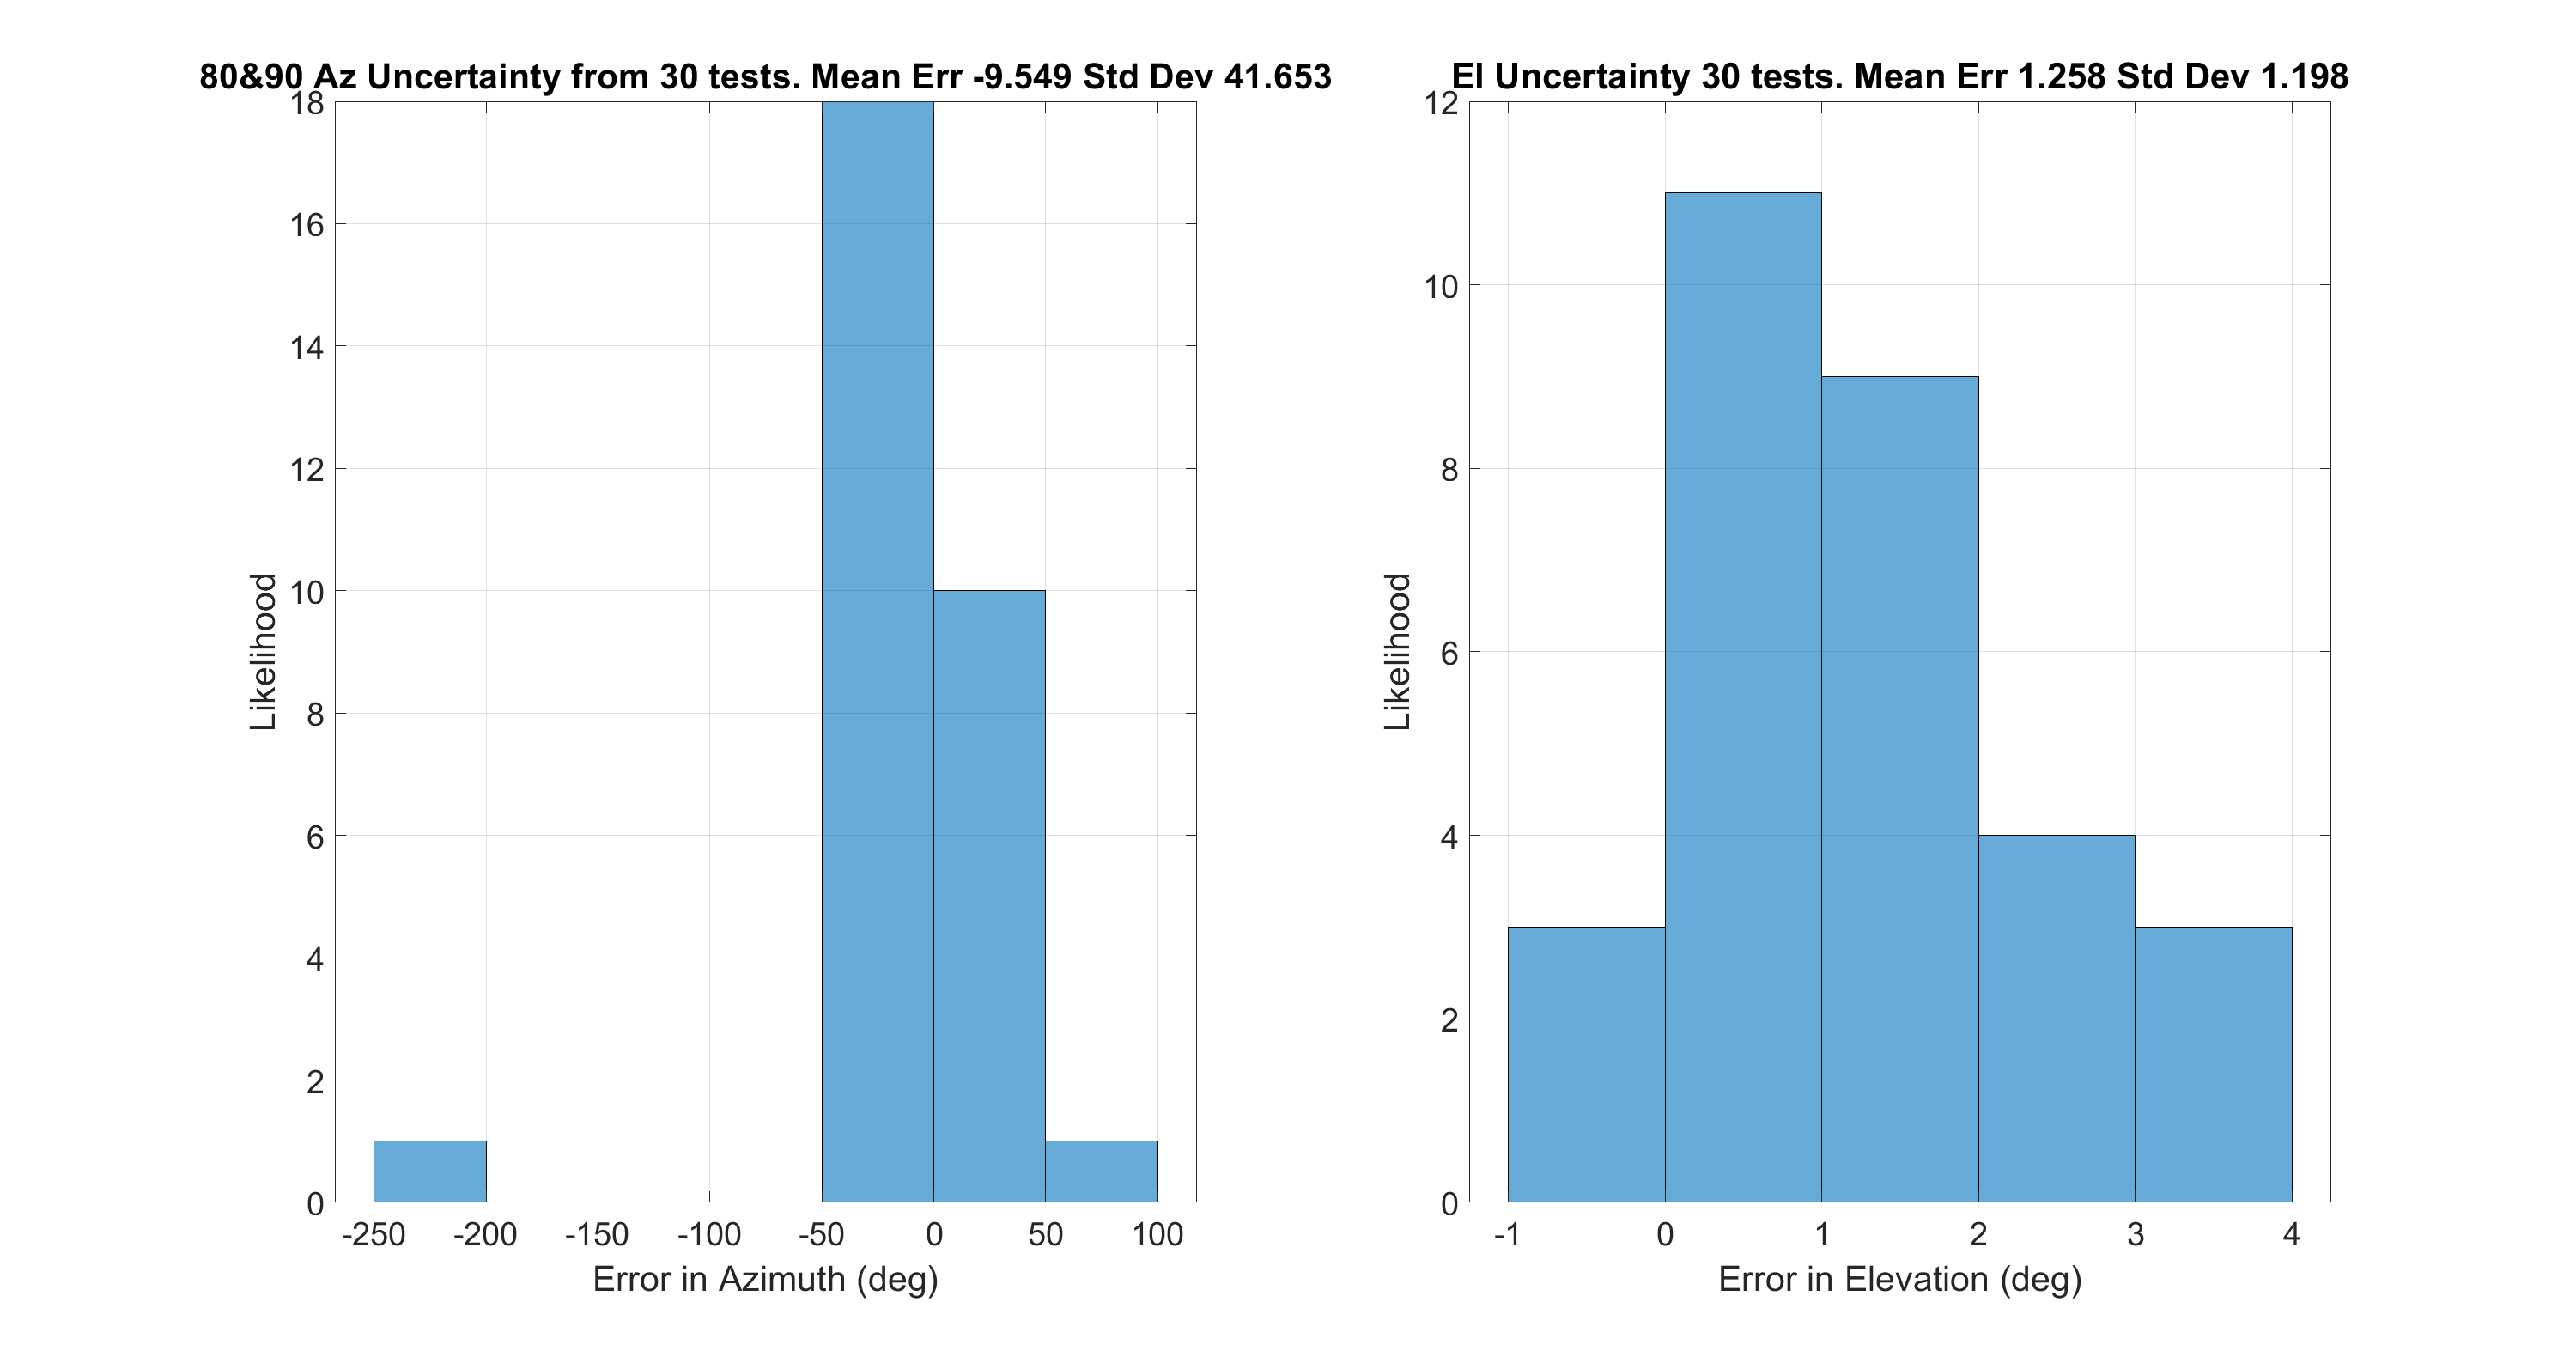 80&90 Az Uncertainty from 30 tests. Mean Err -9.549 Std Dev 41.653
18
16
14
12
10
8
6
4
2
0
Likelihood
-250 -200 -150 -100 -50 0 50 100
Error in Azimuth (deg)
El Uncertainty 30 tests. Mean Err 1.258 Std Dev 1.198
12
10
8
6
4
2
0
Likelihood
-1 0 1 2 3 4
Error in Elevation (deg)